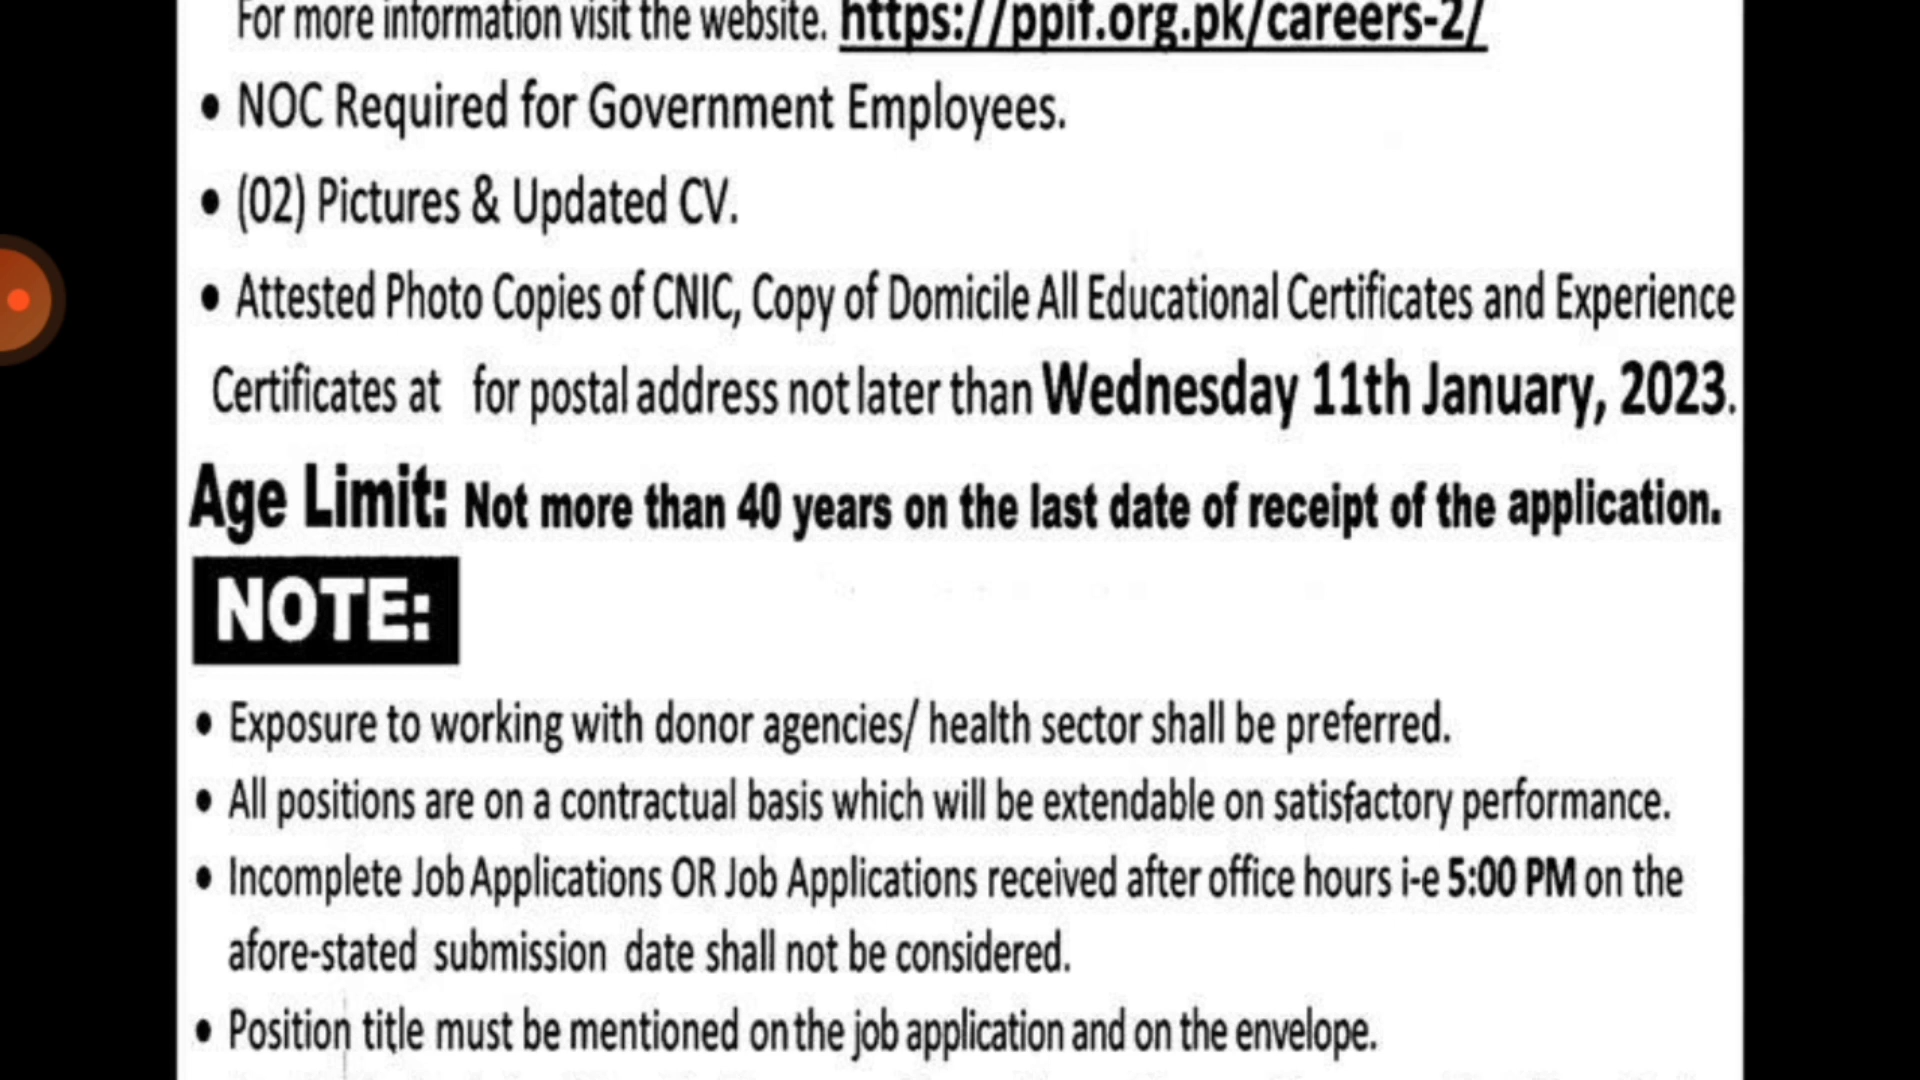 For more information visit the website. https://ppif.org.pk/careers-2/
• NOC Required for Government Employees.
• (02) Pictures & Updated CV.
• Attested Photo Copies of CNIC, Copy of Domicile All Educational Certificates and Experience
Certificates at for postal address not later than Wednesday 11th January, 2023.
Age Limit: Not more than 40 years on the last date of receipt of the application.
NOTE:
• Exposure to working with donor agencies/ health sector shall be preferred.
• All positions are on a contractual basis which will be extendable on satisfactory performance.
• Incomplete Job Applications OR Job Applications received after office hours i-e 5:00 PM on the
afore-stated submission date shall not be considered.
• Position title must be mentioned on the job application and on the envelope.